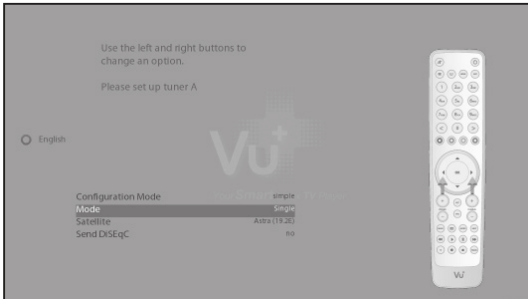 Use the left and right buttons to
change an option.
Please set up tuner A
English
Vu+
Configuration Mode simple
Mode Single
Satellite Astra (19.2E)
Send DiSEqC no
OK
Vu+